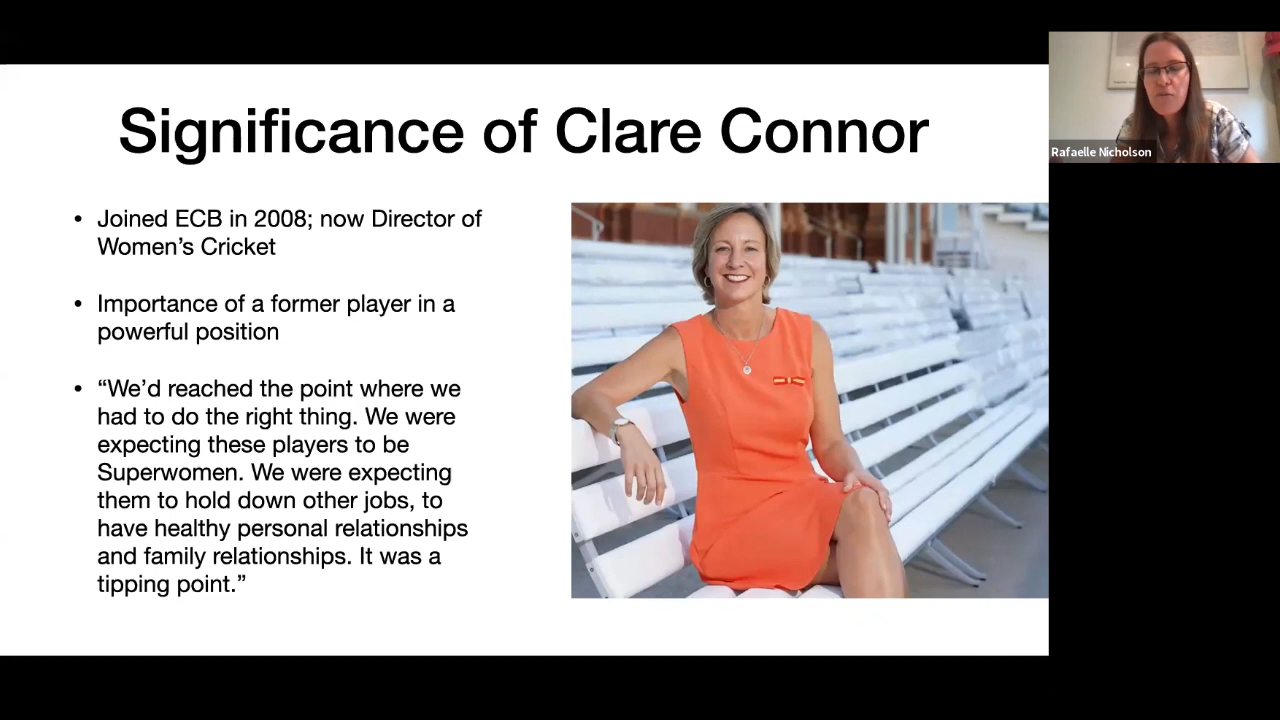 Significance of Clare Connor
• Joined ECB in 2008; now Director of
Women’s Cricket
• Importance of a former player in a
powerful position
• “We’d reached the point where we
had to do the right thing. We were
expecting these players to be
Superwomen. We were expecting
them to hold down other jobs, to
have healthy personal relationships
and family relationships. It was a
tipping point.”
Rafaelle Nicholson